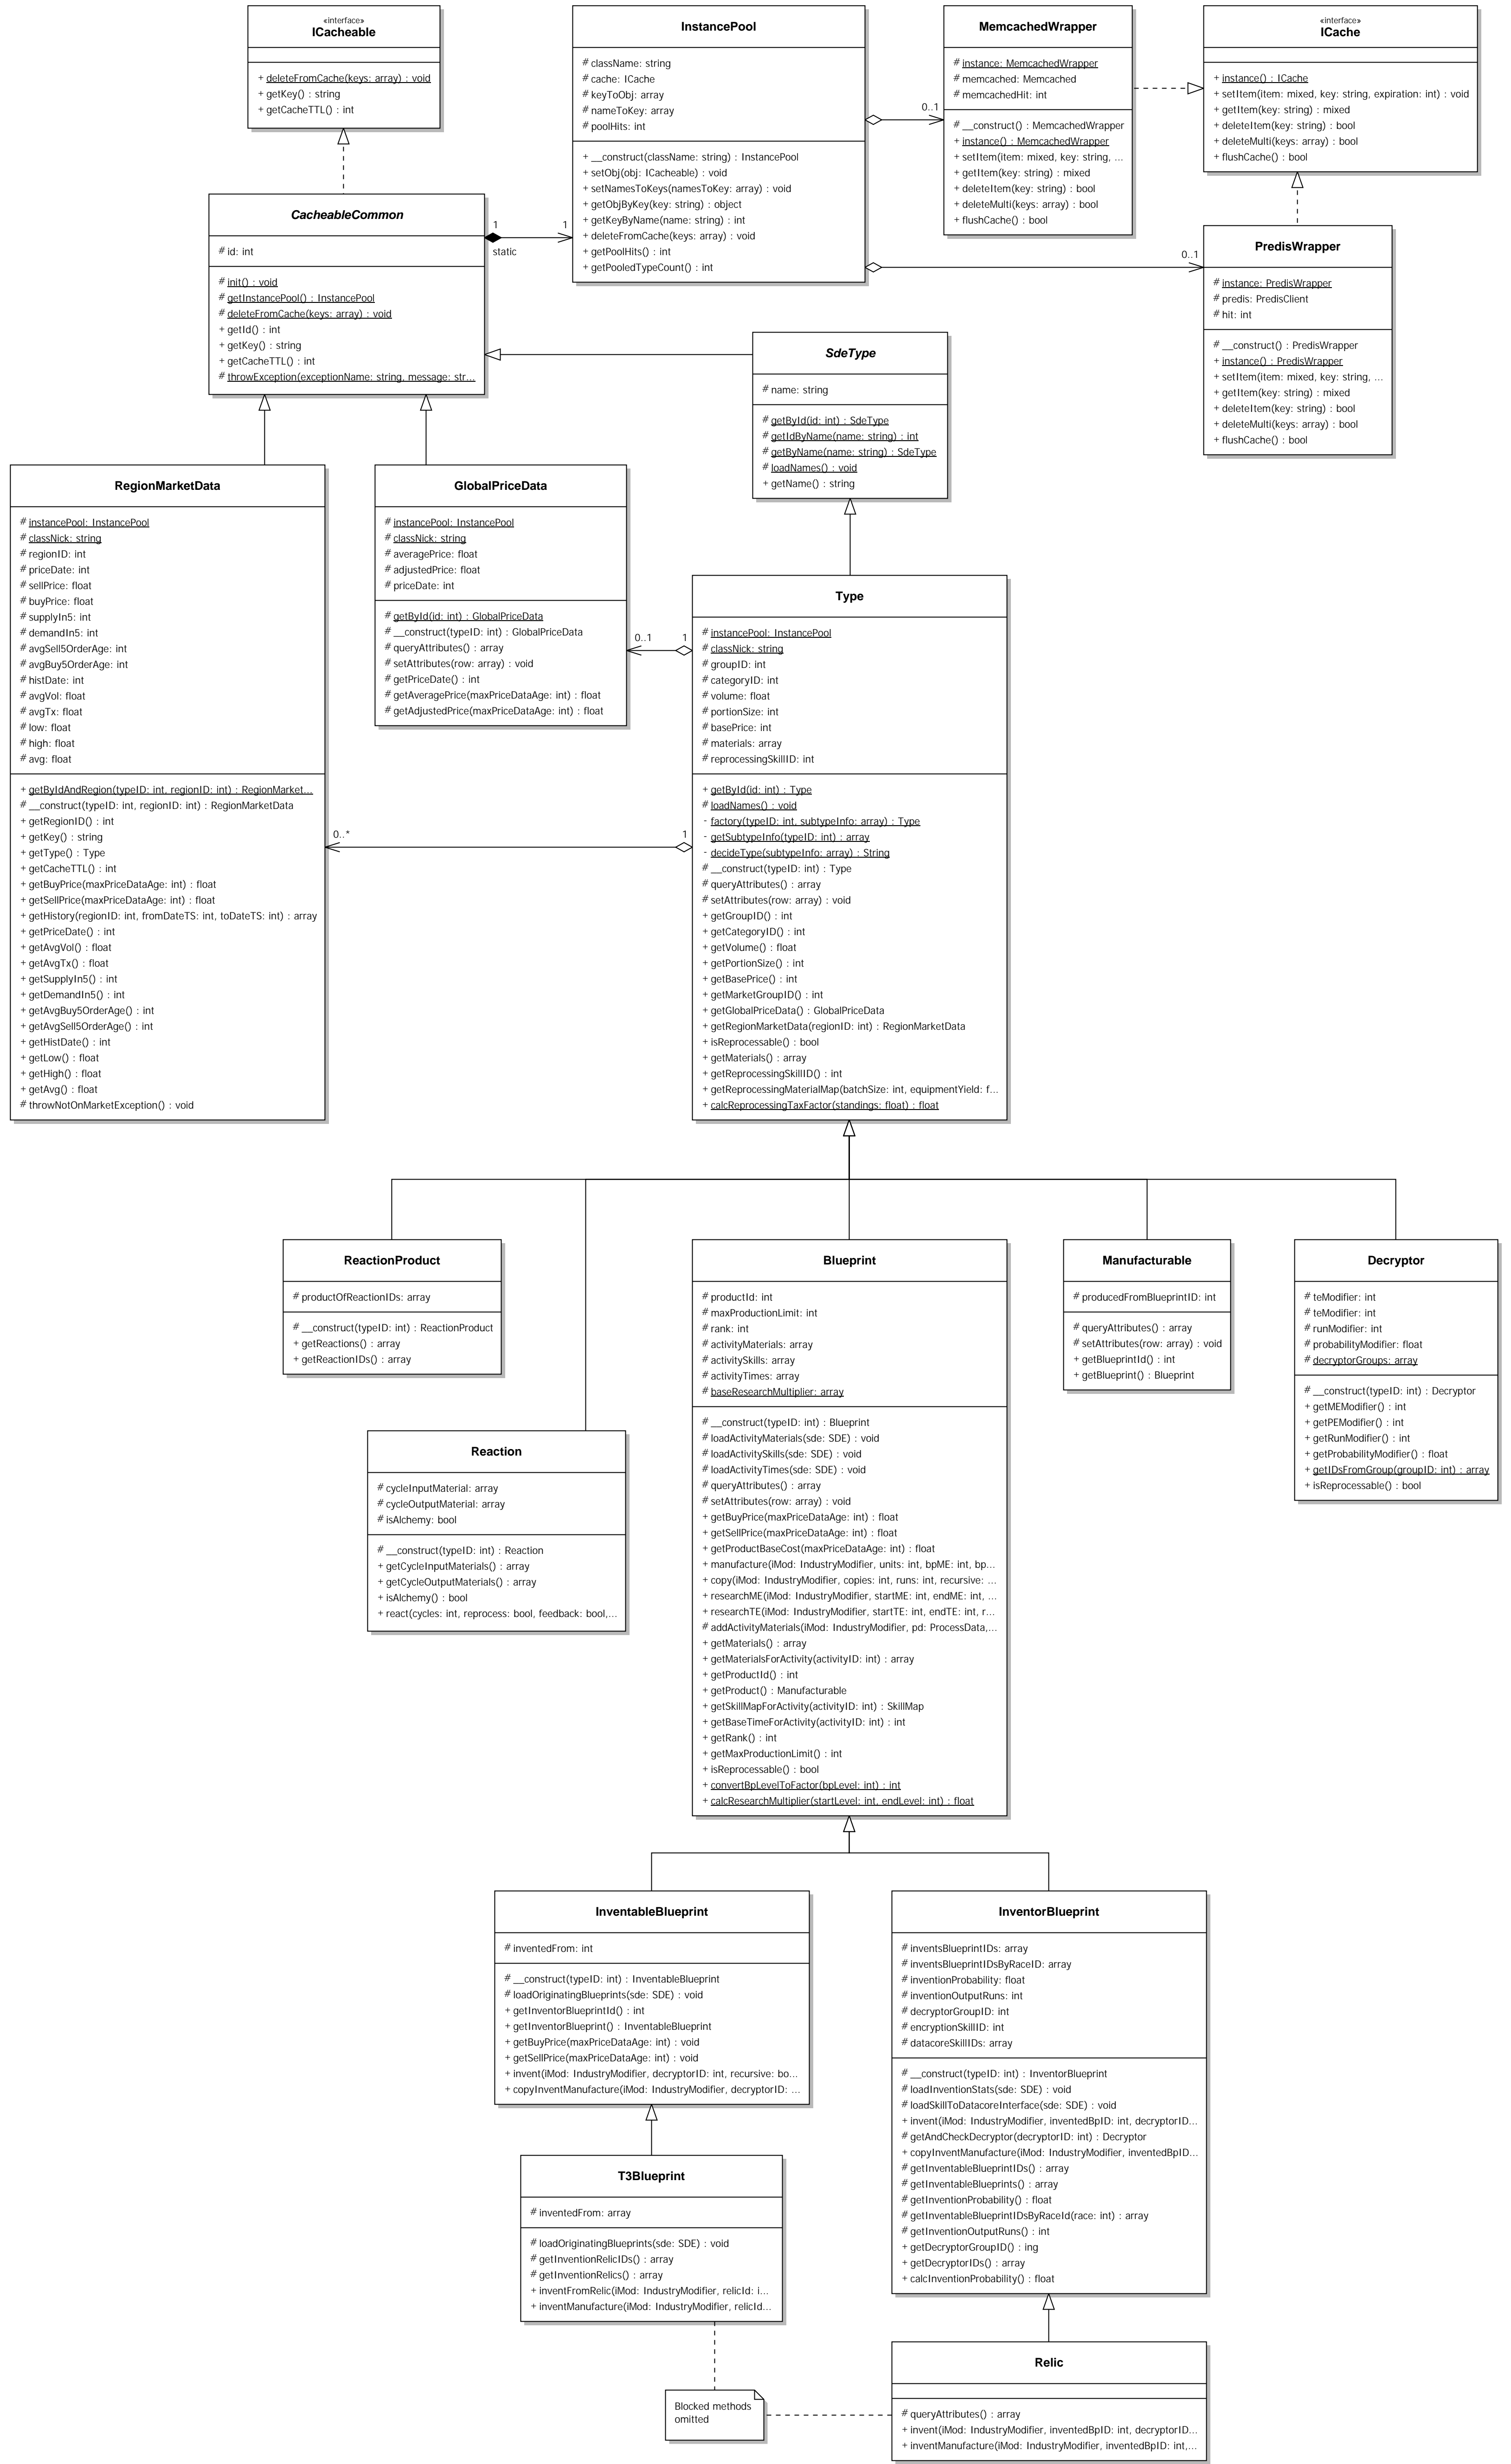 «interface»
ICacheable
+ deleteFromCache(keys: array) : void
+ getKey() : string
+ getCacheTTL() : int
InstancePool
# className: string
# cache: ICache
# keyToObj: array
# nameToKey: array
# poolHits: int
+ __construct(className: string) : InstancePool
+ setObj(obj: ICacheable) : void
+ setNamesToKeys(namesToKey: array) : void
+ getObjByKey(key: string) : object
+ getKeyByName(name: string) : int
+ deleteFromCache(keys: array) : void
+ getPoolHits() : int
+ getPooledTypeCount() : int
MemcachedWrapper
# instance: MemcachedWrapper
# memcached: Memcached
# memcachedHit: int
# __construct() : MemcachedWrapper
+ instance() : MemcachedWrapper
+ setItem(item: mixed, key: string, ...
+ getItem(key: string) : mixed
+ deleteItem(key: string) : bool
+ deleteMulti(keys: array) : bool
+ flushCache() : bool
«interface»
ICache
+ instance() : ICache
+ setItem(item: mixed, key: string, expiration: int) : void
+ getItem(key: string) : mixed
+ deleteItem(key: string) : bool
+ deleteMulti(keys: array) : bool
+ flushCache() : bool
0..1
CacheableCommon
# id: int
# init() : void
# getInstancePool() : InstancePool
# deleteFromCache(keys: array) : void
+ getId() : int
+ getKey() : string
+ getCacheTTL() : int
# throwException(exceptionName: string, message: str...
1
static
1
0..1
PredisWrapper
# instance: PredisWrapper
# predis: PredisClient
# hit: int
# __construct() : PredisWrapper
+ instance() : PredisWrapper
+ setItem(item: mixed, key: string, ...
+ getItem(key: string) : mixed
+ deleteItem(key: string) : bool
+ deleteMulti(keys: array) : bool
+ flushCache() : bool
SdeType
# name: string
# getById(id: int) : SdeType
# getIdByName(name: string) : int
# getByName(name: string) : SdeType
# loadNames() : void
+ getName() : string
RegionMarketData
# instancePool: InstancePool
# classNick: string
# regionID: int
# priceDate: int
# sellPrice: float
# buyPrice: float
# supplyIn5: int
# demandIn5: int
# avgSell5OrderAge: int
# avgBuy5OrderAge: int
# histDate: int
# avgVol: float
# avgTx: float
# low: float
# high: float
# avg: float
+ getByIdAndRegion(typeID: int, regionID: int) : RegionMarket...
# __construct(typeID: int, regionID: int) : RegionMarketData
+ getRegionID() : int
+ getKey() : string
+ getType() : Type
+ getCacheTTL() : int
+ getBuyPrice(maxPriceDataAge: int) : float
+ getSellPrice(maxPriceDataAge: int) : float
+ getHistory(regionID: int, fromDateTS: int, toDateTS: int) : array
+ getPriceDate() : int
+ getAvgVol() : float
+ getAvgTx() : float
+ getSupplyIn5() : int
+ getDemandIn5() : int
+ getAvgBuy5OrderAge() : int
+ getAvgSell5OrderAge() : int
+ getHistDate() : int
+ getLow() : float
+ getHigh() : float
+ getAvg() : float
# throwNotOnMarketException() : void
GlobalPriceData
# instancePool: InstancePool
# classNick: string
# averagePrice: float
# adjustedPrice: float
# priceDate: int
# getById(id: int) : GlobalPriceData
# __construct(typeID: int) : GlobalPriceData
# queryAttributes() : array
# setAttributes(row: array) : void
# getPriceDate() : int
# getAveragePrice(maxPriceDataAge: int) : float
# getAdjustedPrice(maxPriceDataAge: int) : float
0..1
1
0..*
1
Type
# instancePool: InstancePool
# classNick: string
# groupID: int
# categoryID: int
# volume: float
# portionSize: int
# basePrice: int
# materials: array
# reprocessingSkillID: int
+ getById(id: int) : Type
# loadNames() : void
- factory(typeID: int, subtypeInfo: array) : Type
- getSubtypeInfo(typeID: int) : array
- decideType(subtypeInfo: array) : String
# __construct(typeID: int) : Type
# queryAttributes() : array
# setAttributes(row: array) : void
+ getGroupID() : int
+ getCategoryID() : int
+ getVolume() : float
+ getPortionSize() : int
+ getBasePrice() : int
+ getMarketGroupID() : int
+ getGlobalPriceData() : GlobalPriceData
+ getRegionMarketData(regionID: int) : RegionMarketData
+ isReprocessable() : bool
+ getMaterials() : array
+ getReprocessingSkillID() : int
+ getReprocessingMaterialMap(batchSize: int, equipmentYield: f...
+ calcReprocessingTaxFactor(standings: float) : float
ReactionProduct
# productOfReactionIDs: array
# __construct(typeID: int) : ReactionProduct
+ getReactions() : array
+ getReactionIDs() : array
Reaction
# cycleInputMaterial: array
# cycleOutputMaterial: array
# isAlchemy: bool
# __construct(typeID: int) : Reaction
+ getCycleInputMaterials() : array
+ getCycleOutputMaterials() : array
+ isAlchemy() : bool
+ react(cycles: int, reprocess: bool, feedback: bool,...
Blueprint
# productId: int
# maxProductionLimit: int
# rank: int
# activityMaterials: array
# activitySkills: array
# activityTimes: array
# baseResearchMultiplier: array
# __construct(typeID: int) : Blueprint
# loadActivityMaterials(sde: SDE) : void
# loadActivitySkills(sde: SDE) : void
# loadActivityTimes(sde: SDE) : void
# queryAttributes() : array
# setAttributes(row: array) : void
+ getBuyPrice(maxPriceDataAge: int) : float
+ getSellPrice(maxPriceDataAge: int) : float
+ getProductBaseCost(maxPriceDataAge: int) : float
+ manufacture(iMod: IndustryModifier, units: int, bpME: int, bp...
+ copy(iMod: IndustryModifier, copies: int, runs: int, recursive: ...
+ researchME(iMod: IndustryModifier, startME: int, endME: int, ...
+ researchTE(iMod: IndustryModifier, startTE: int, endTE: int, r...
# addActivityMaterials(iMod: IndustryModifier, pd: ProcessData,...
+ getMaterials() : array
+ getMaterialsForActivity(activityID: int) : array
+ getProductId() : int
+ getProduct() : Manufacturable
+ getSkillMapForActivity(activityID: int) : SkillMap
+ getBaseTimeForActivity(activityID: int) : int
+ getRank() : int
+ getMaxProductionLimit() : int
+ isReprocessable() : bool
+ convertBpLevelToFactor(bpLevel: int) : int
+ calcResearchMultiplier(startLevel: int, endLevel: int) : float
Manufacturable
# producedFromBlueprintID: int
# queryAttributes() : array
# setAttributes(row: array) : void
+ getBlueprintId() : int
+ getBlueprint() : Blueprint
Decryptor
# teModifier: int
# teModifier: int
# runModifier: int
# probabilityModifier: float
# decryptorGroups: array
# __construct(typeID: int) : Decryptor
+ getMEModifier() : int
+ getPEModifier() : int
+ getRunModifier() : int
+ getProbabilityModifier() : float
+ getIDsFromGroup(groupID: int) : array
+ isReprocessable() : bool
InventableBlueprint
# inventedFrom: int
# __construct(typeID: int) : InventableBlueprint
# loadOriginatingBlueprints(sde: SDE) : void
+ getInventorBlueprintId() : int
+ getInventorBlueprint() : InventableBlueprint
+ getBuyPrice(maxPriceDataAge: int) : void
+ getSellPrice(maxPriceDataAge: int) : void
+ invent(iMod: IndustryModifier, decryptorID: int, recursive: bo...
+ copyInventManufacture(iMod: IndustryModifier, decryptorID: ...
InventorBlueprint
# inventsBlueprintIDs: array
# inventsBlueprintIDsByRaceID: array
# inventionProbability: float
# inventionOutputRuns: int
# decryptorGroupID: int
# encryptionSkillID: int
# datacoreSkillIDs: array
# __construct(typeID: int) : InventorBlueprint
# loadInventionStats(sde: SDE) : void
# loadSkillToDatacoreInterface(sde: SDE) : void
+ invent(iMod: IndustryModifier, inventedBpID: int, decryptorID...
# getAndCheckDecryptor(decryptorID: int) : Decryptor
+ copyInventManufacture(iMod: IndustryModifier, inventedBpID...
# getInventableBlueprintIDs() : array
# getInventableBlueprints() : array
# getInventionProbability() : float
# getInventableBlueprintIDsByRaceId(race: int) : array
# getInventionOutputRuns() : int
+ getDecryptorGroupID() : ing
+ getDecryptorIDs() : array
+ calcInventionProbability() : float
T3Blueprint
# inventedFrom: array
# loadOriginatingBlueprints(sde: SDE) : void
# getInventionRelicIDs() : array
# getInventionRelics() : array
+ inventFromRelic(iMod: IndustryModifier, relicId: i...
+ inventManufacture(iMod: IndustryModifier, relicId...
Relic
# queryAttributes() : array
+ invent(iMod: IndustryModifier, inventedBpID: int, decryptorID...
+ inventManufacture(iMod: IndustryModifier, inventedBpID: int,...
Blocked methods
omitted